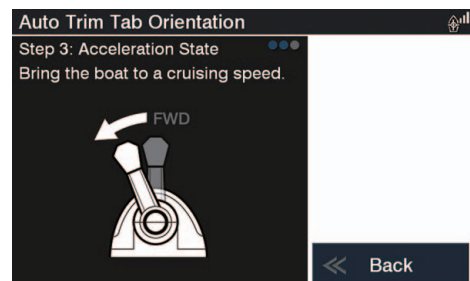 Auto Trim Tab Orientation
Step 3: Acceleration State
Bring the boat to a cruising speed.
FWD
Back